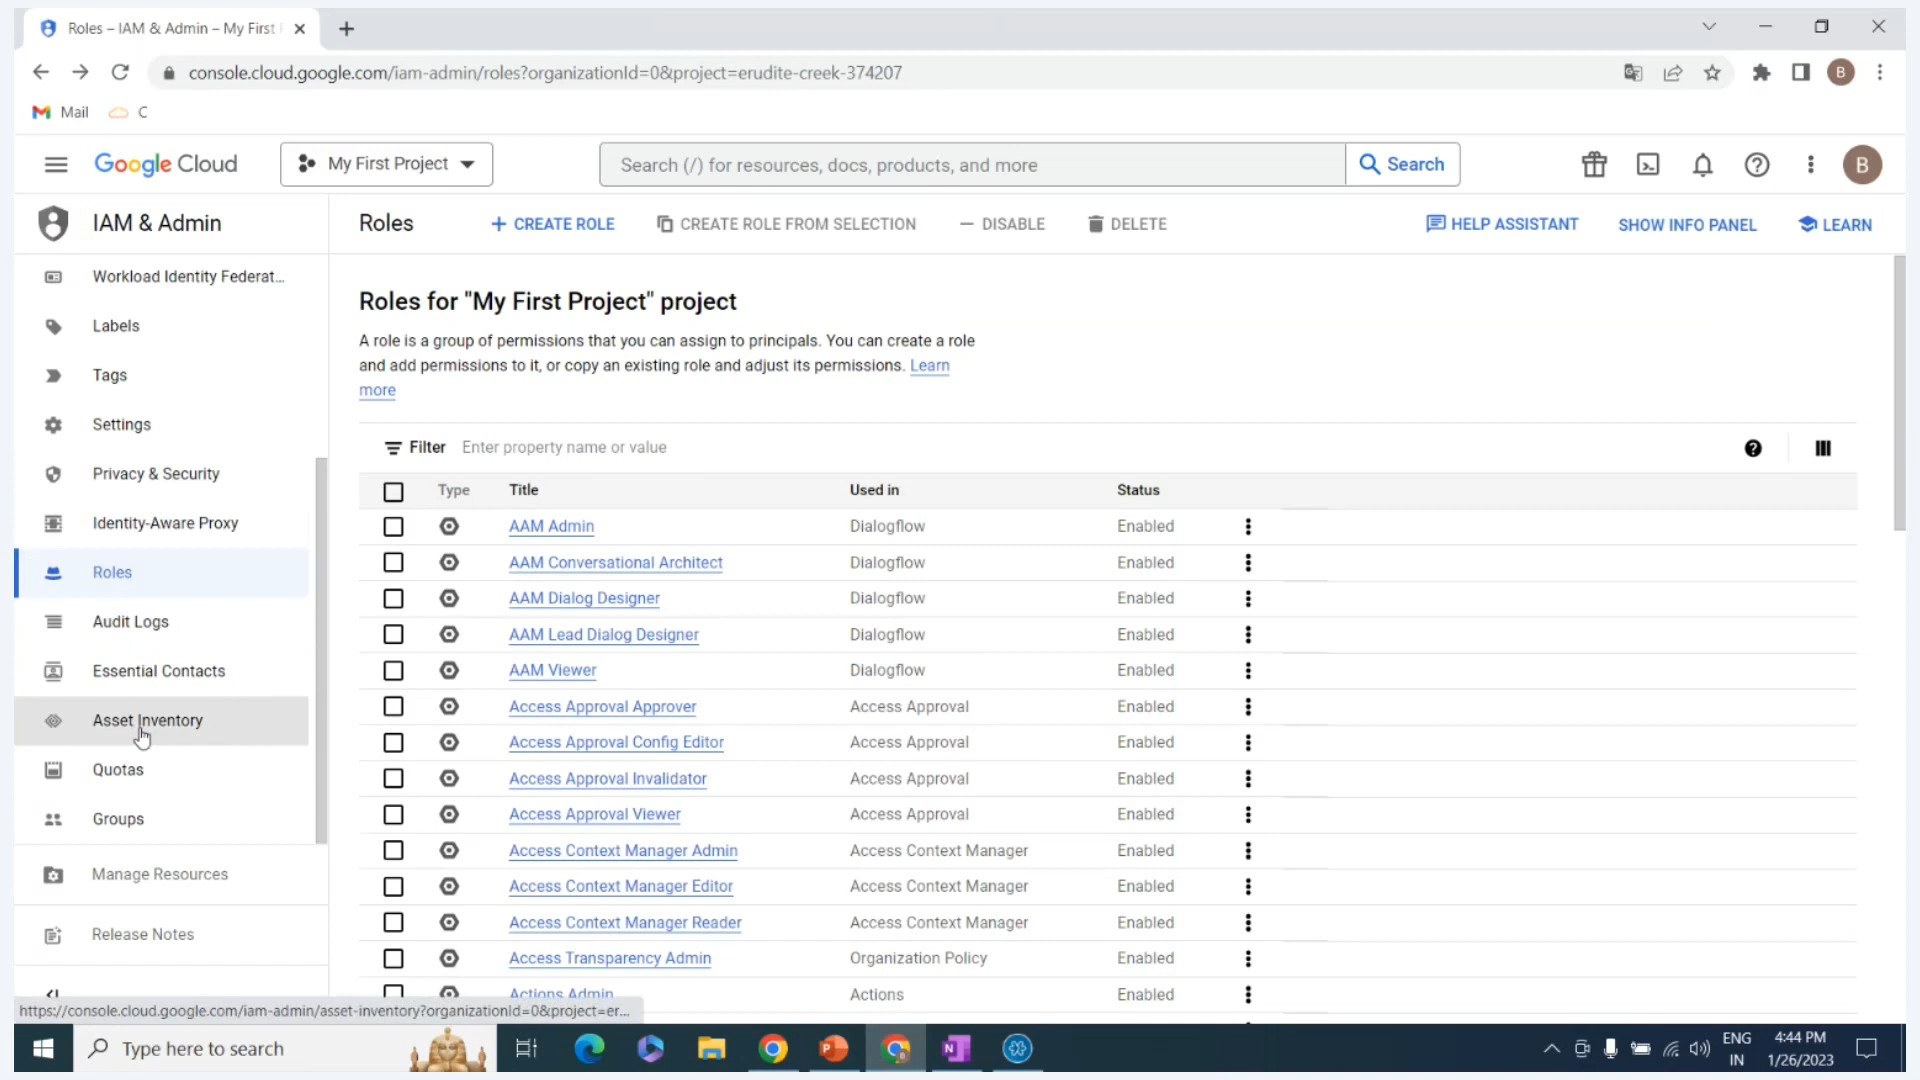 Roles – IAM & Admin – My First
console.cloud.google.com/iam-admin/roles?organizationId=0&project=erudite-creek-374207
B
Mail
C
Google Cloud
My First Project
Search (/) for resources, docs, products, and more
Search
B
IAM & Admin
Roles
CREATE ROLE
CREATE ROLE FROM SELECTION
DISABLE
DELETE
HELP ASSISTANT
SHOW INFO PANEL
LEARN
Workload Identity Federat...
Labels
Tags
Settings
Privacy & Security
Identity-Aware Proxy
Roles
Audit Logs
Essential Contacts
Asset Inventory
Quotas
Groups
Manage Resources
Release Notes
Roles for "My First Project" project
A role is a group of permissions that you can assign to principals. You can create a role
and add permissions to it, or copy an existing role and adjust its permissions. Learn
more
Filter Enter property name or value
Type Title Used in Status
AAM Admin Dialogflow Enabled
AAM Conversational Architect Dialogflow Enabled
AAM Dialog Designer Dialogflow Enabled
AAM Lead Dialog Designer Dialogflow Enabled
AAM Viewer Dialogflow Enabled
Access Approval Approver Access Approval Enabled
Access Approval Config Editor Access Approval Enabled
Access Approval Invalidator Access Approval Enabled
Access Approval Viewer Access Approval Enabled
Access Context Manager Admin Access Context Manager Enabled
Access Context Manager Editor Access Context Manager Enabled
Access Context Manager Reader Access Context Manager Enabled
Access Transparency Admin Organization Policy Enabled
Actions Admin Actions Enabled
https://console.cloud.google.com/iam-admin/asset-inventory?organizationId=0&project=er...
Type here to search
ENG
IN
4:44 PM
1/26/2023